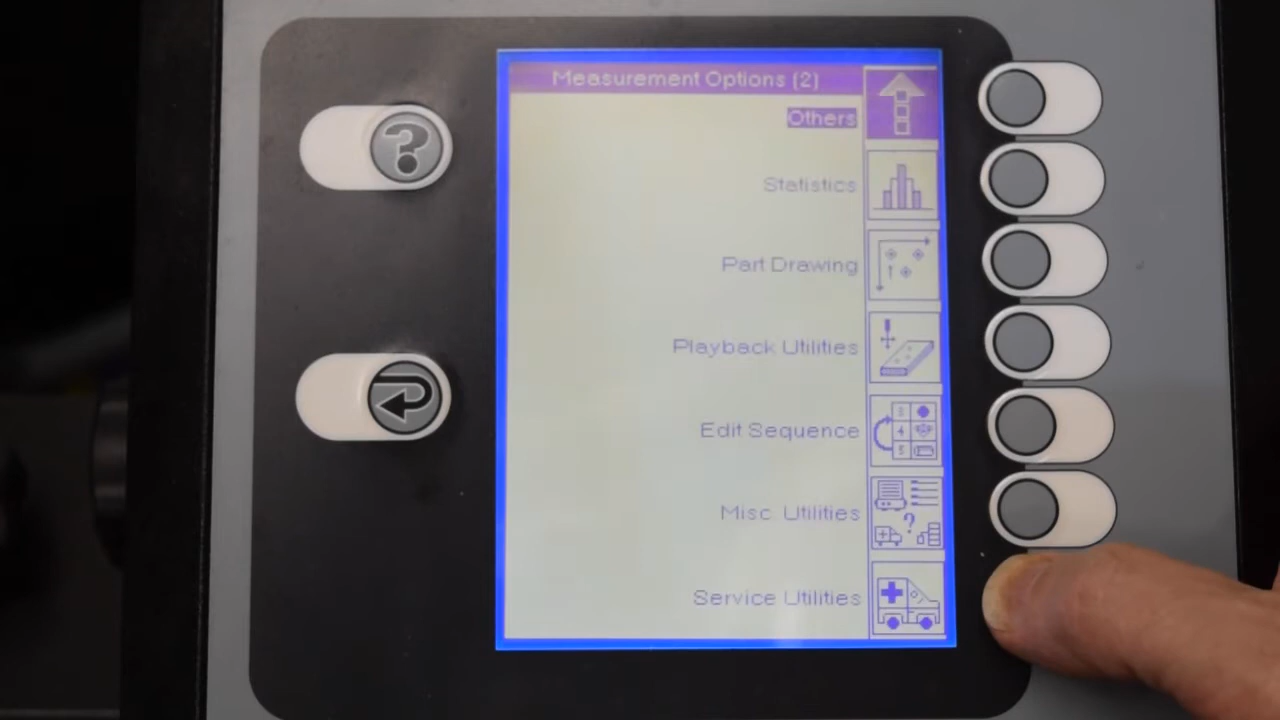 Measurement Options (2)
Others
Statistics
Part Drawing
Playback Utilities
Edit Sequence
Misc. Utilities
Service Utilities